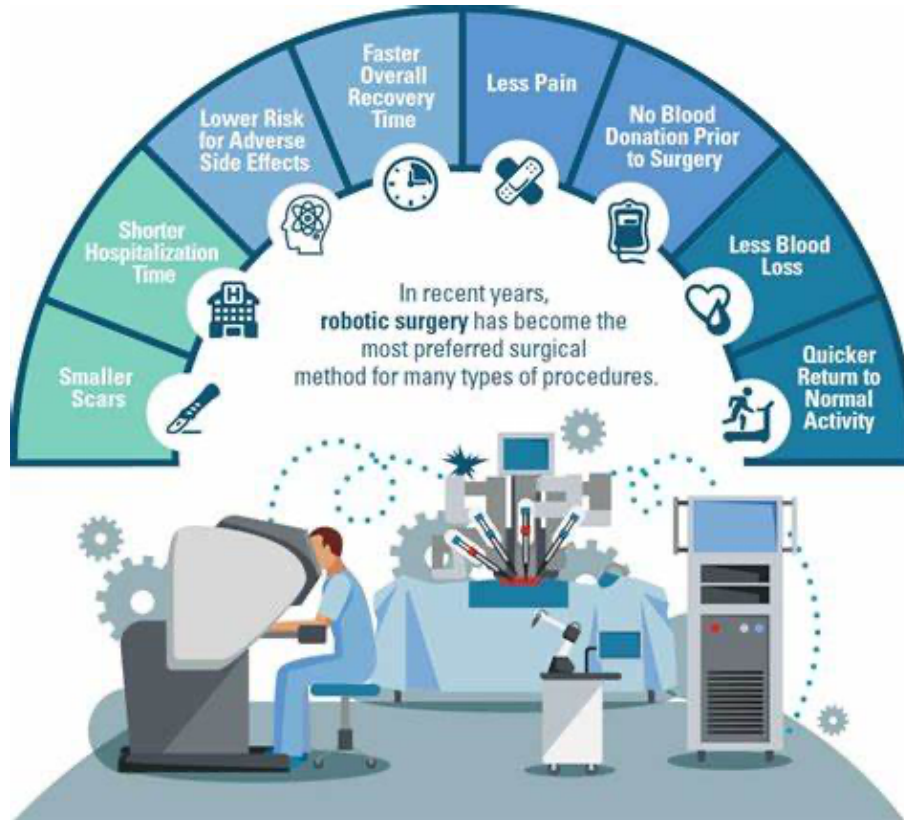 Smaller
Scars
Shorter
Hospitalization
Time
Lower Risk
for Adverse
Side Effects
Faster
Overall
Recovery
Time
Less Pain
No Blood
Donation Prior
to Surgery
Less Blood
Loss
Quicker
Return to
Normal
Activity
H
In recent years,
robotic surgery has become the
most preferred surgical
method for many types of procedures.